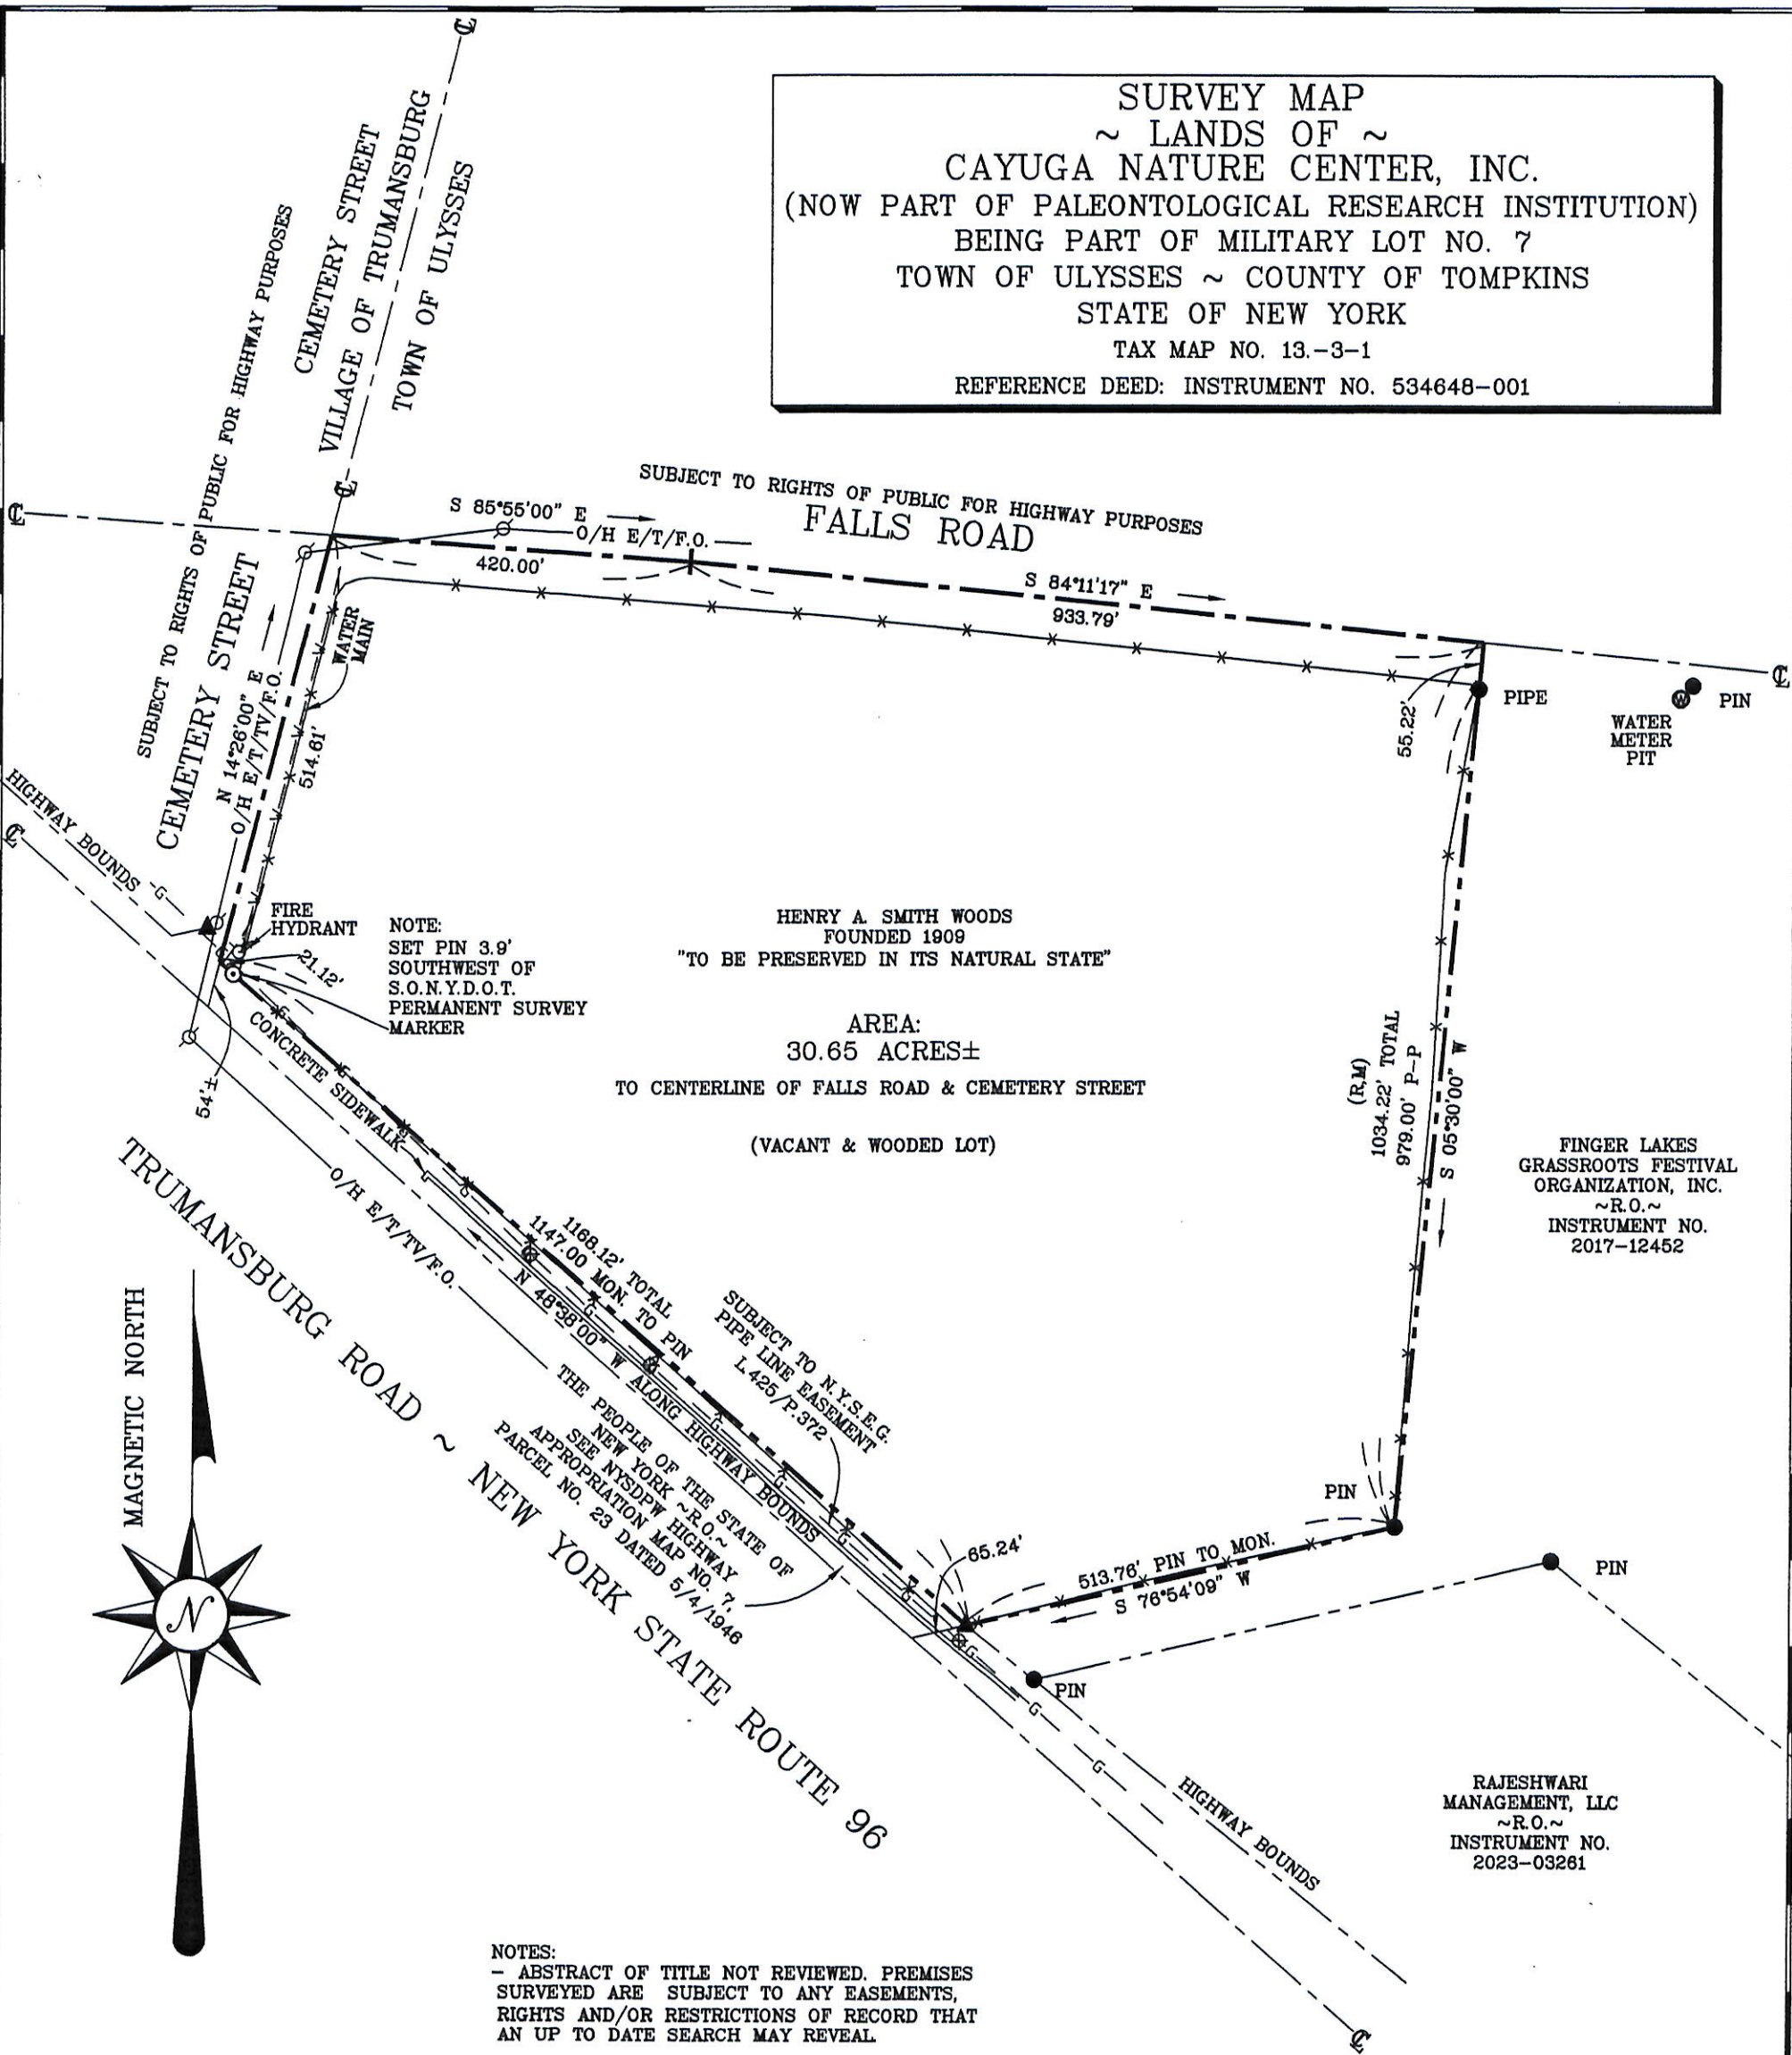 SURVEY MAP
~ LANDS OF ~
CAYUGA NATURE CENTER, INC.
(NOW PART OF PALEONTOLOGICAL RESEARCH INSTITUTION)
BEING PART OF MILITARY LOT NO. 7
TOWN OF ULYSSES ~ COUNTY OF TOMPKINS
STATE OF NEW YORK
TAX MAP NO. 13.-3-1
REFERENCE DEED: INSTRUMENT NO. 534648-001
SUBJECT TO RIGHTS OF PUBLIC FOR HIGHWAY PURPOSES
CEMETERY STREET
VILLAGE OF TRUMANSBURG
TOWN OF ULYSSES
SUBJECT TO RIGHTS OF PUBLIC FOR HIGHWAY PURPOSES
FALLS ROAD
S 85°55'00" E
O/H E/T/F.O.
420.00'
S 84°11'17" E
933.79'
CEMETERY STREET
N 14°26'00" E
O/H E/T/TV/F.O.
514.61'
WATER
MAIN
55.22'
PIPE
PIN
WATER
METER
PIT
HIGHWAY BOUNDS
FIRE
HYDRANT
21.12'
54'±
NOTE:
SET PIN 3.9'
SOUTHWEST OF
S.O.N.Y.D.O.T.
PERMANENT SURVEY
MARKER
HENRY A. SMITH WOODS
FOUNDED 1909
"TO BE PRESERVED IN ITS NATURAL STATE"
AREA:
30.65 ACRES±
TO CENTERLINE OF FALLS ROAD & CEMETERY STREET
(VACANT & WOODED LOT)
(R,M)
1034.22' TOTAL
979.00' P-P
S 05°30'00" W
FINGER LAKES
GRASSROOTS FESTIVAL
ORGANIZATION, INC.
~R.O.~
INSTRUMENT NO.
2017-12452
CONCRETE SIDEWALK
O/H E/T/TV/F.O.
1168.12' TOTAL
1147.00 MON. TO PIN
N 48°38'00" W ALONG HIGHWAY BOUNDS
SUBJECT TO N.Y.S.E.G.
PIPE LINE EASEMENT
L.425/P.372
THE PEOPLE OF THE STATE OF
NEW YORK ~R.O.~
SEE NYSDPW HIGHWAY
APPROPRIATION MAP NO. 7,
PARCEL NO. 23 DATED 5/4/1946
TRUMANSBURG ROAD ~ NEW YORK STATE ROUTE 96
MAGNETIC NORTH
N
PIN
65.24'
513.76' PIN TO MON.
S 76°54'09" W
PIN
PIN
HIGHWAY BOUNDS
RAJESHWARI
MANAGEMENT, LLC
~R.O.~
INSTRUMENT NO.
2023-03261
NOTES:
- ABSTRACT OF TITLE NOT REVIEWED. PREMISES
SURVEYED ARE SUBJECT TO ANY EASEMENTS,
RIGHTS AND/OR RESTRICTIONS OF RECORD THAT
AN UP TO DATE SEARCH MAY REVEAL.